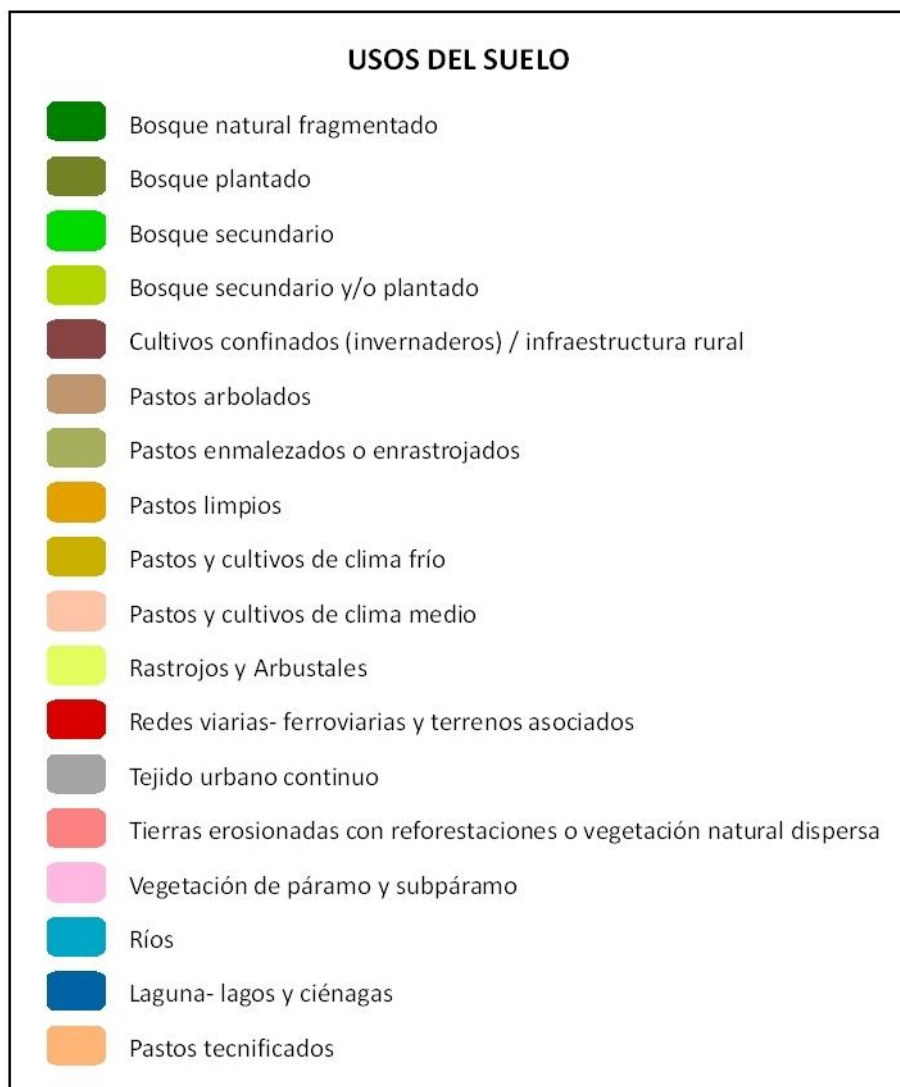 USOS DEL SUELO
Bosque natural fragmentado
Bosque plantado
Bosque secundario
Bosque secundario y/o plantado
Cultivos confinados (invernaderos) / infraestructura rural
Pastos arbolados
Pastos enmalezados o enrastrojados
Pastos limpios
Pastos y cultivos de clima frío
Pastos y cultivos de clima medio
Rastrojos y Arbustales
Redes viarias- ferroviarias y terrenos asociados
Tejido urbano continuo
Tierras erosionadas con reforestaciones o vegetación natural dispersa
Vegetación de páramo y subpáramo
Ríos
Laguna- lagos y ciénagas
Pastos tecnificados